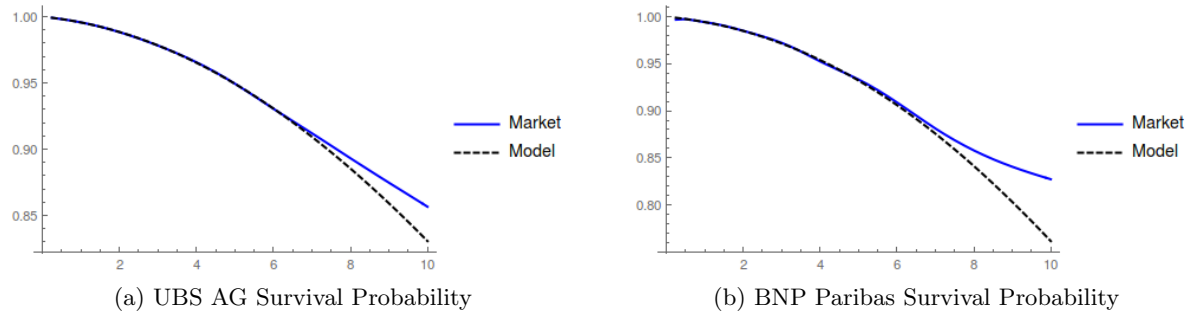 1.00
0.95
0.90
0.85
2 4 6 8 10
Market
Model
(a) UBS AG Survival Probability
1.00
0.95
0.90
0.85
0.80
2 4 6 8 10
Market
Model
(b) BNP Paribas Survival Probability